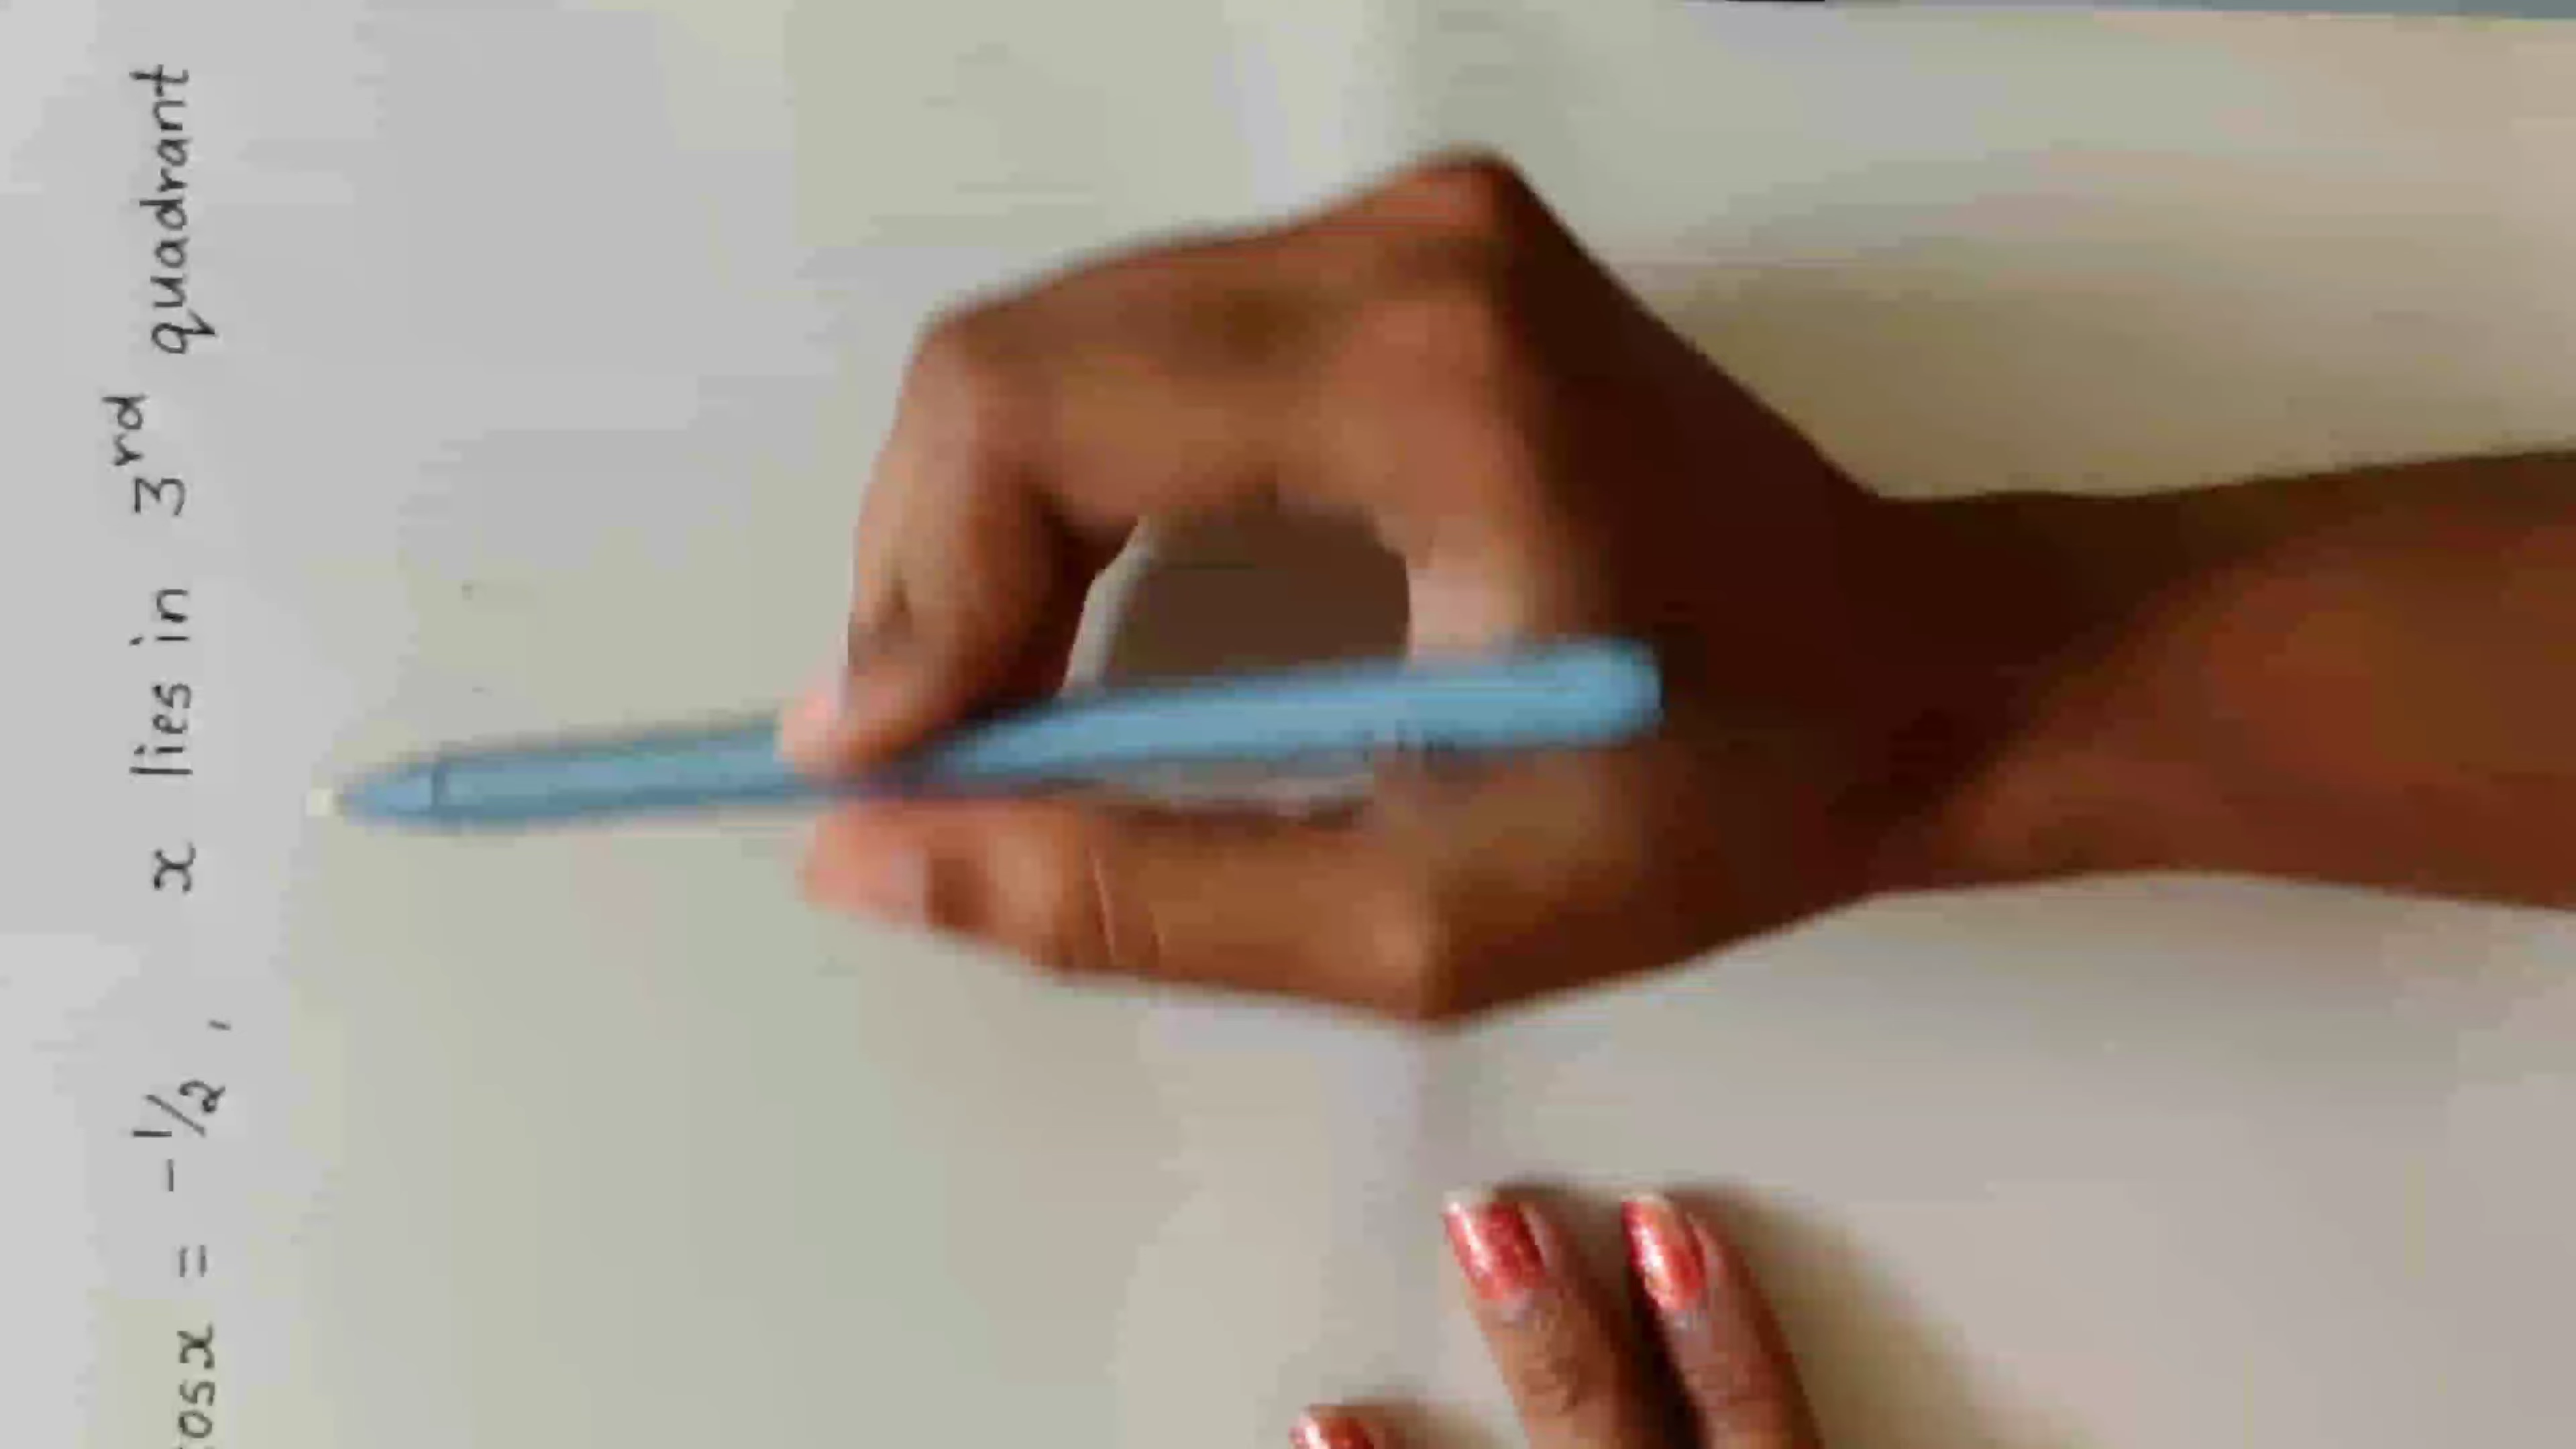 cosx = -1/2 , x lies in 3rd quadrant